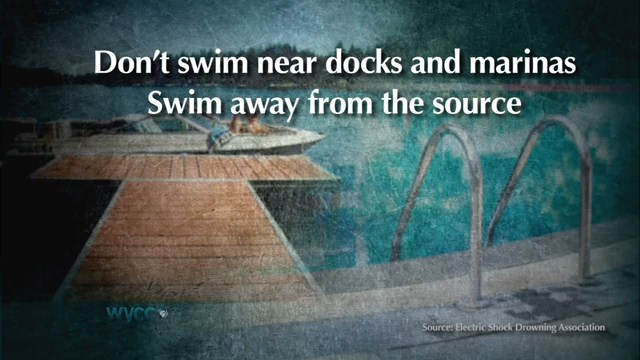 Don't swim near docks and marinas
Swim away from the source
wycc
Source: Electric Shock Drowning Association